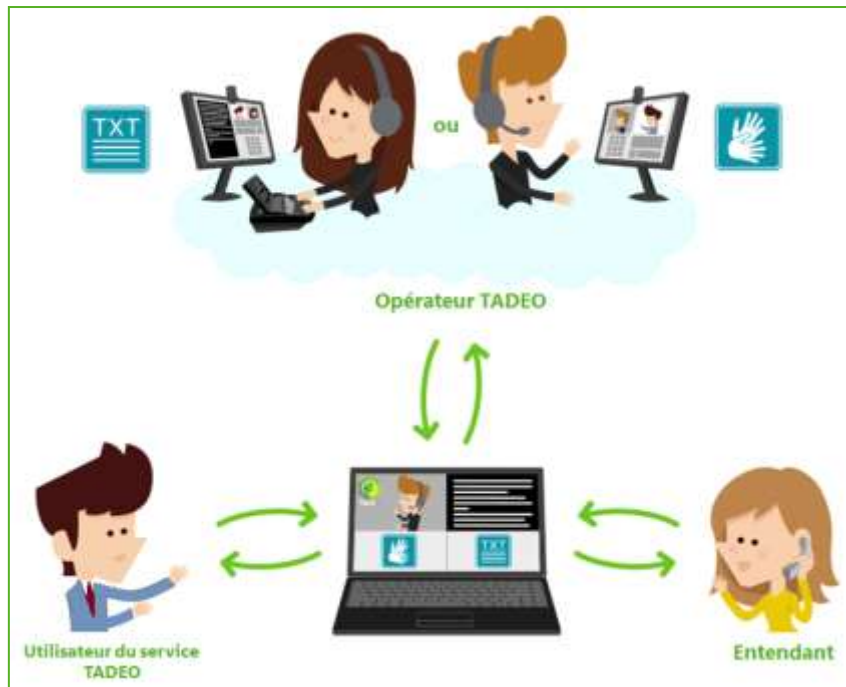 TXT
ou
Opérateur TADEO
TXT
Utilisateur du service
TADEO
Entendant